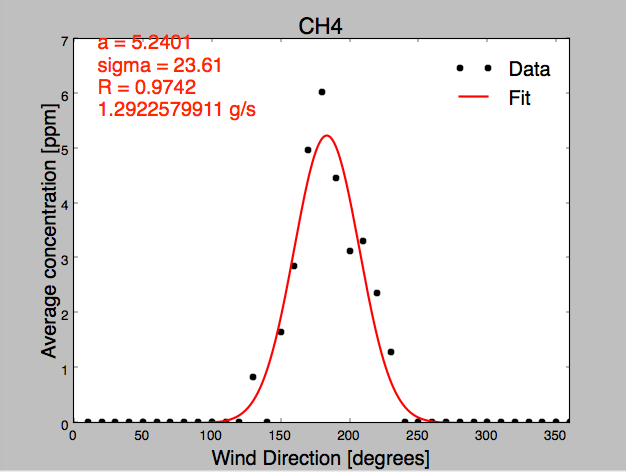 CH4
a = 5.2401
sigma = 23.61
R = 0.9742
1.2922579911 g/s
Data
Fit
Average concentration [ppm]
7
6
5
4
3
2
1
0
0 50 100 150 200 250 300 350
Wind Direction [degrees]